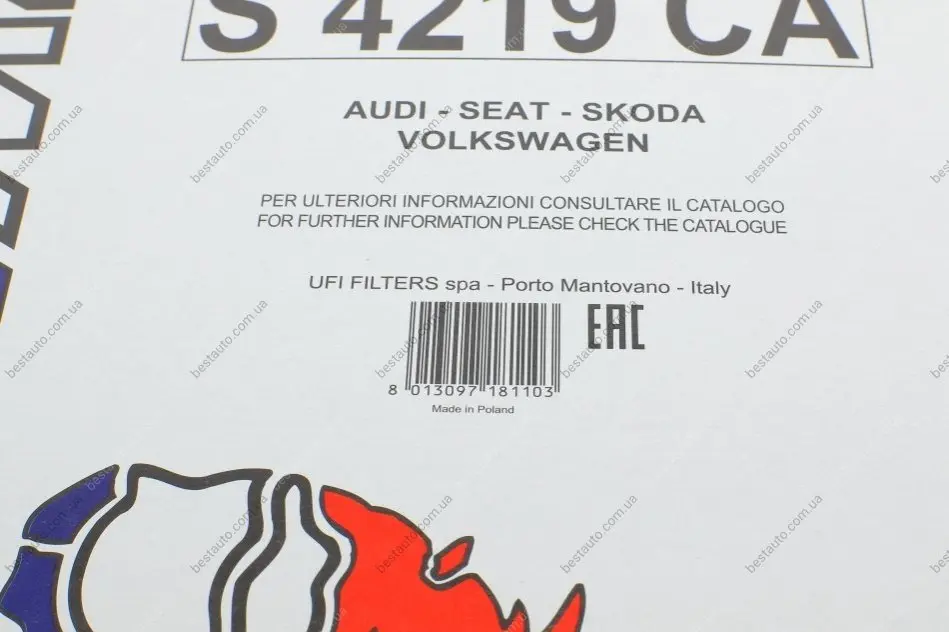 S 4219 CA
AUDI - SEAT - SKODA
VOLKSWAGEN
PER ULTERIORI INFORMAZIONI CONSULTARE IL CATALOGO
FOR FURTHER INFORMATION PLEASE CHECK THE CATALOGUE
UFI FILTERS spa - Porto Mantovano - Italy
EAC
8 013097 181103
Made in Poland
bestauto.com.ua